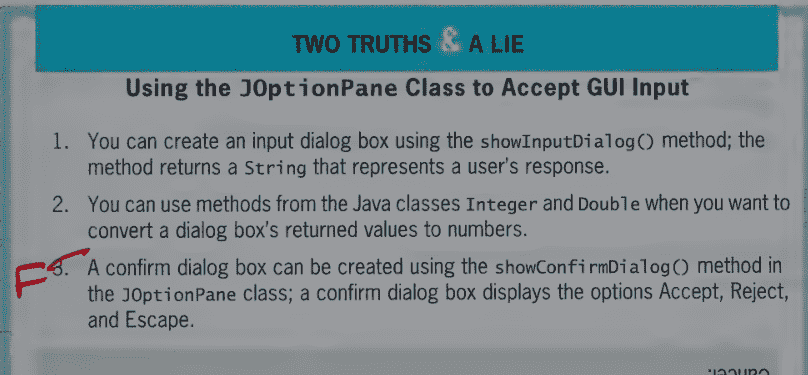 TWO TRUTHS & A LIE
Using the JOptionPane Class to Accept GUI Input
1. You can create an input dialog box using the showInputDialog() method; the
method returns a String that represents a user's response.
2. You can use methods from the Java classes Integer and Double when you want to
convert a dialog box's returned values to numbers.
F 3. A confirm dialog box can be created using the showConfirmDialog() method in
the JOptionPane class; a confirm dialog box displays the options Accept, Reject,
and Escape.
Cancel.